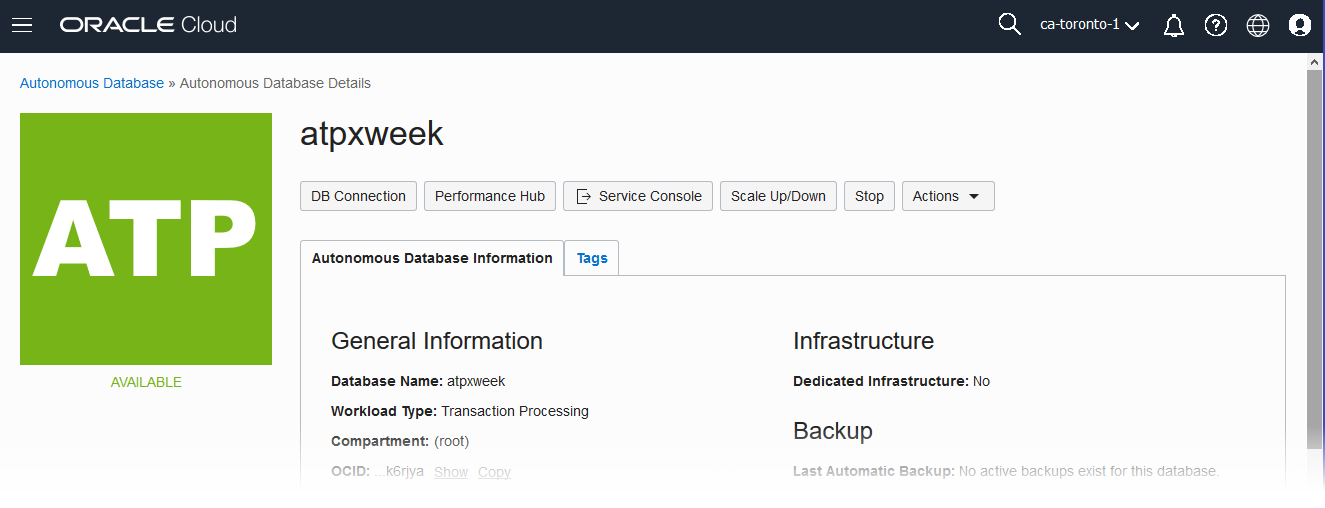 ORACLE Cloud
ca-toronto-1
Autonomous Database » Autonomous Database Details
ATP
AVAILABLE
atpxweek
DB Connection Performance Hub Service Console Scale Up/Down Stop Actions
Autonomous Database Information Tags
General Information
Database Name: atpxweek
Workload Type: Transaction Processing
Compartment: (root)
OCID: ...k6rjya Show Copy
Infrastructure
Dedicated Infrastructure: No
Backup
Last Automatic Backup: No active backups exist for this database.